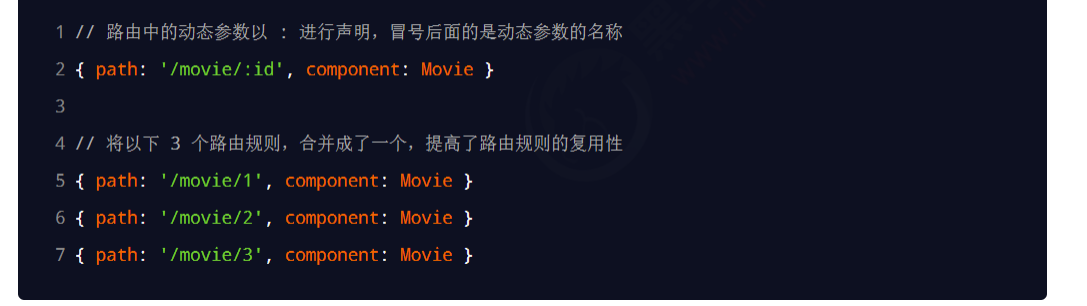 1 // 路由中的动态参数以 : 进行声明，冒号后面的是动态参数的名称
2 { path: '/movie/:id', component: Movie }
3
4 // 将以下 3 个路由规则，合并成了一个，提高了路由规则的复用性
5 { path: '/movie/1', component: Movie }
6 { path: '/movie/2', component: Movie }
7 { path: '/movie/3', component: Movie }